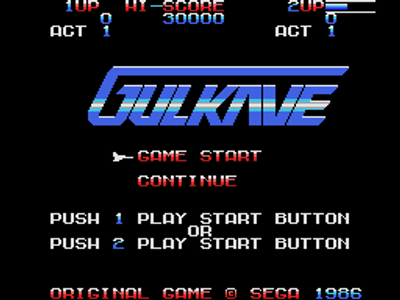 1UP HI-SCORE 2UP
0 30000 0
ACT 1 ACT 1
GULKAVE
GAME START
CONTINUE
PUSH 1 PLAY START BUTTON
OR
PUSH 2 PLAY START BUTTON
ORIGINAL GAME © SEGA 1986